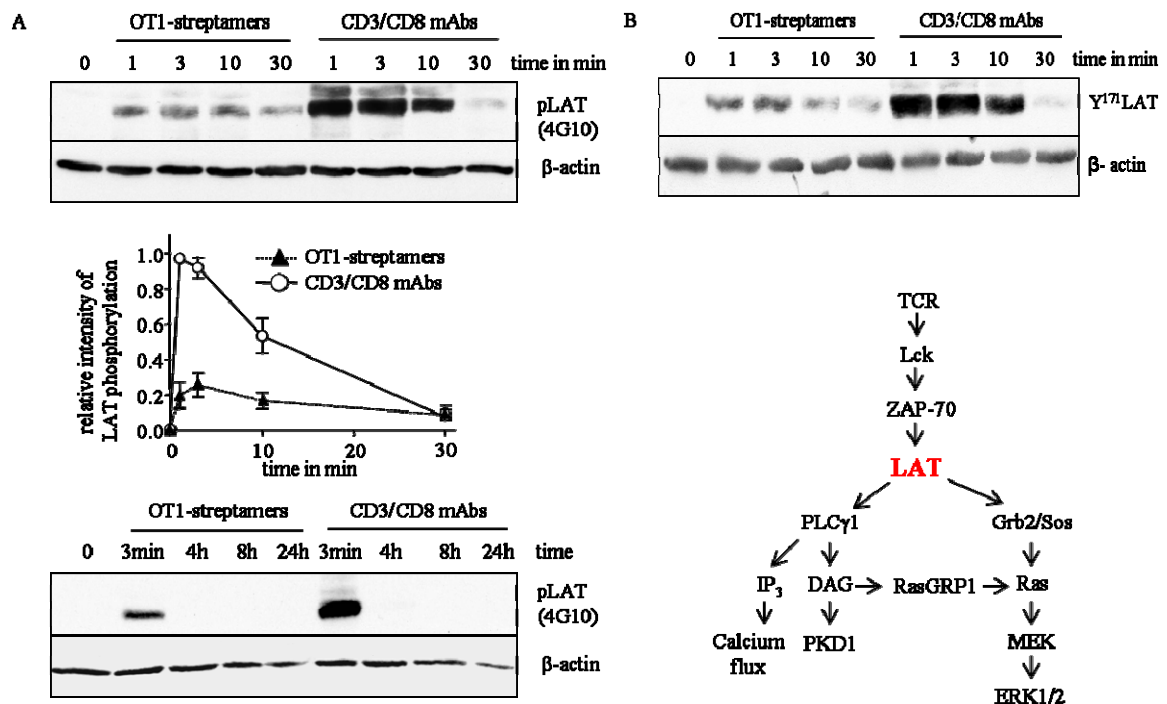 A
OT1-streptamers CD3/CD8 mAbs
0 1 3 10 30 1 3 10 30 time in min
pLAT
(4G10)
β-actin
relative intensity of
LAT phosphorylation
1.0
0.8
0.6
0.4
0.2
0.0
OT1-streptamers
CD3/CD8 mAbs
0 10 20 30
time in min
OT1-streptamers CD3/CD8 mAbs
0 3min 4h 8h 24h 3min 4h 8h 24h time
pLAT
(4G10)
β-actin
B
OT1-streptamers CD3/CD8 mAbs
0 1 3 10 30 1 3 10 30 time in min
Y¹⁷¹LAT
β- actin
TCR
Lck
ZAP-70
LAT
PLCγ1 Grb2/Sos
IP₃ DAG RasGRP1 Ras
Calcium
flux
PKD1 MEK
ERK1/2